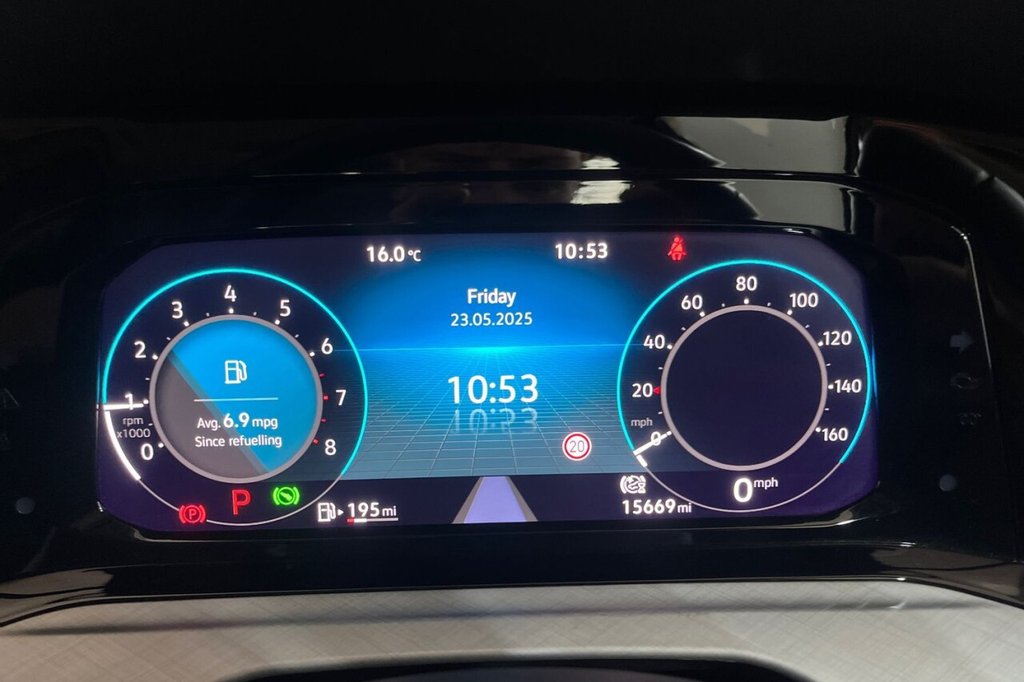 16.0°C
10:53
Friday
23.05.2025
10:53
20
0
1
2
3
4
5
6
7
8
rpm
x1000
Avg. 6.9 mpg
Since refuelling
0
20
40
60
80
100
120
140
160
mph
0 mph
P
P
195 mi
15669 mi